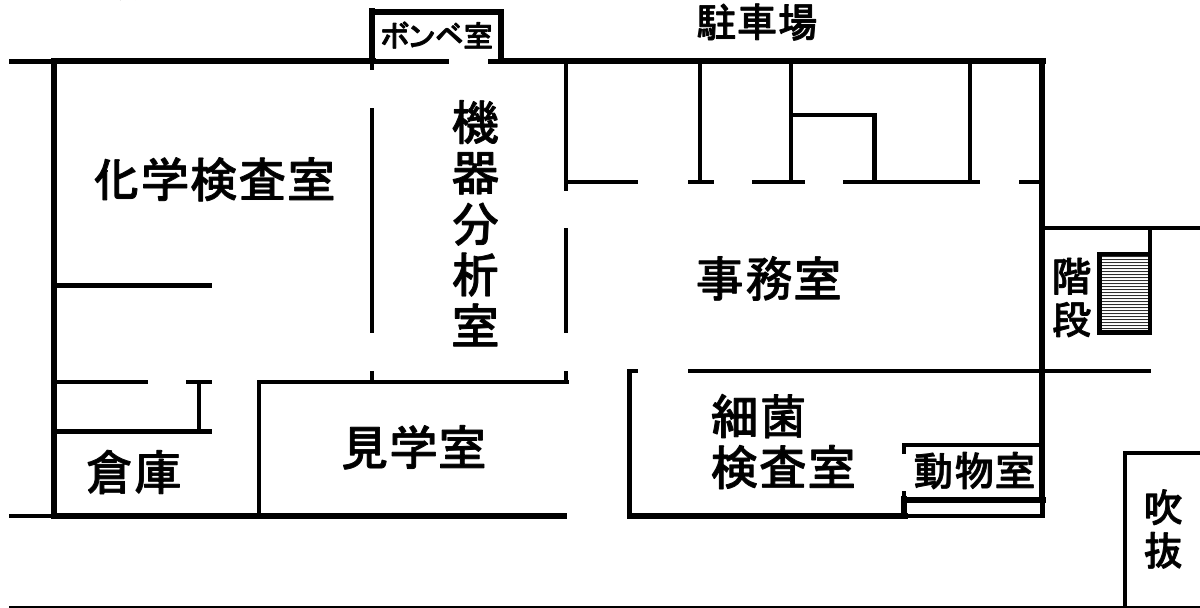 ボンベ室
駐車場
化学検査室
機器分析室
事務室
階段
見学室
細菌
検査室
倉庫
動物室
吹抜